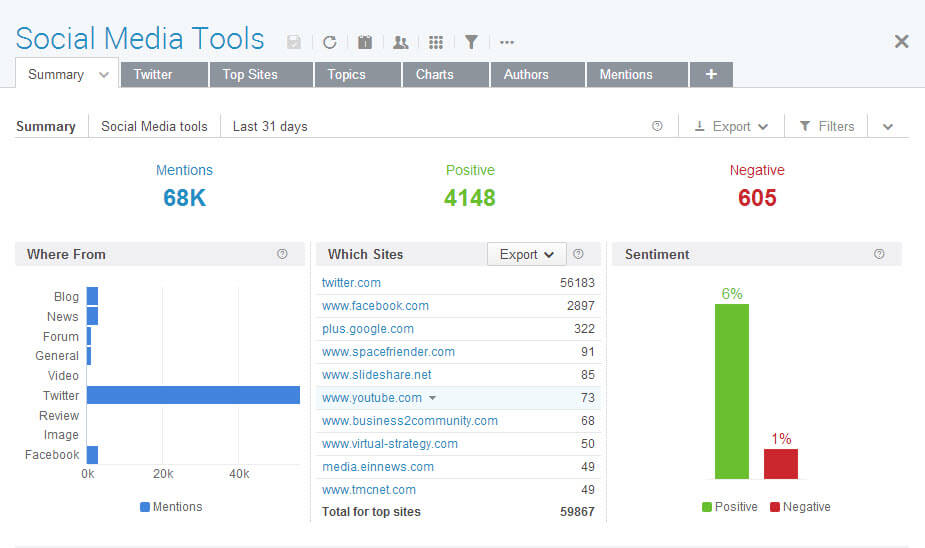 Social Media Tools
Summary Twitter Top Sites Topics Charts Authors Mentions +
Summary Social Media tools Last 31 days Export Filters
Mentions Positive Negative
68K 4148 605
Where From
Blog
News
Forum
General
Video
Twitter
Review
Image
Facebook
0k 20k 40k
Mentions
Which Sites Export
twitter.com 56183
www.facebook.com 2897
plus.google.com 322
www.spacefriender.com 91
www.slideshare.net 85
www.youtube.com 73
www.business2community.com 68
www.virtual-strategy.com 50
media.einnews.com 49
www.tmcnet.com 49
Total for top sites 59867
Sentiment
6%
1%
Positive Negative